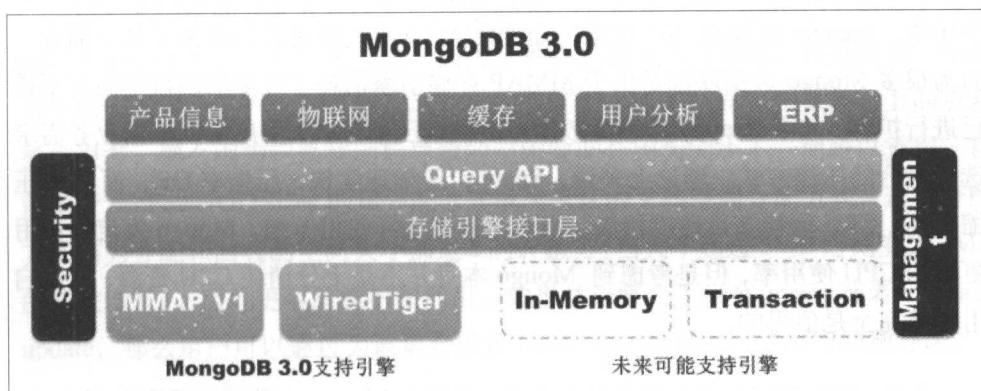 MongoDB 3.0
产品信息
物联网
缓存
用户分析
ERP
Security
Query API
存储引擎接口层
Managemen
t
MMAP V1
WiredTiger
In-Memory
Transaction
MongoDB 3.0支持引擎
未来可能支持引擎